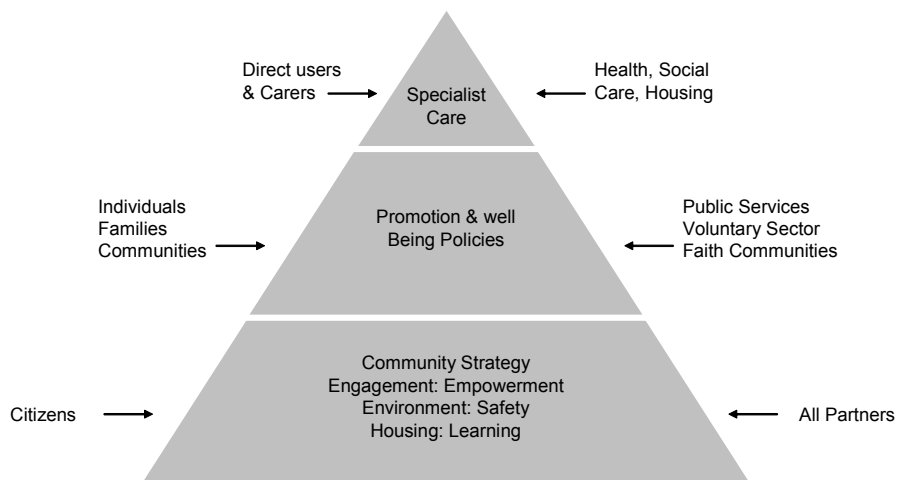 Direct users
& Carers
Specialist
Care
Health, Social
Care, Housing
Individuals
Families
Communities
Promotion & well
Being Policies
Public Services
Voluntary Sector
Faith Communities
Citizens
Community Strategy
Engagement: Empowerment
Environment: Safety
Housing: Learning
All Partners